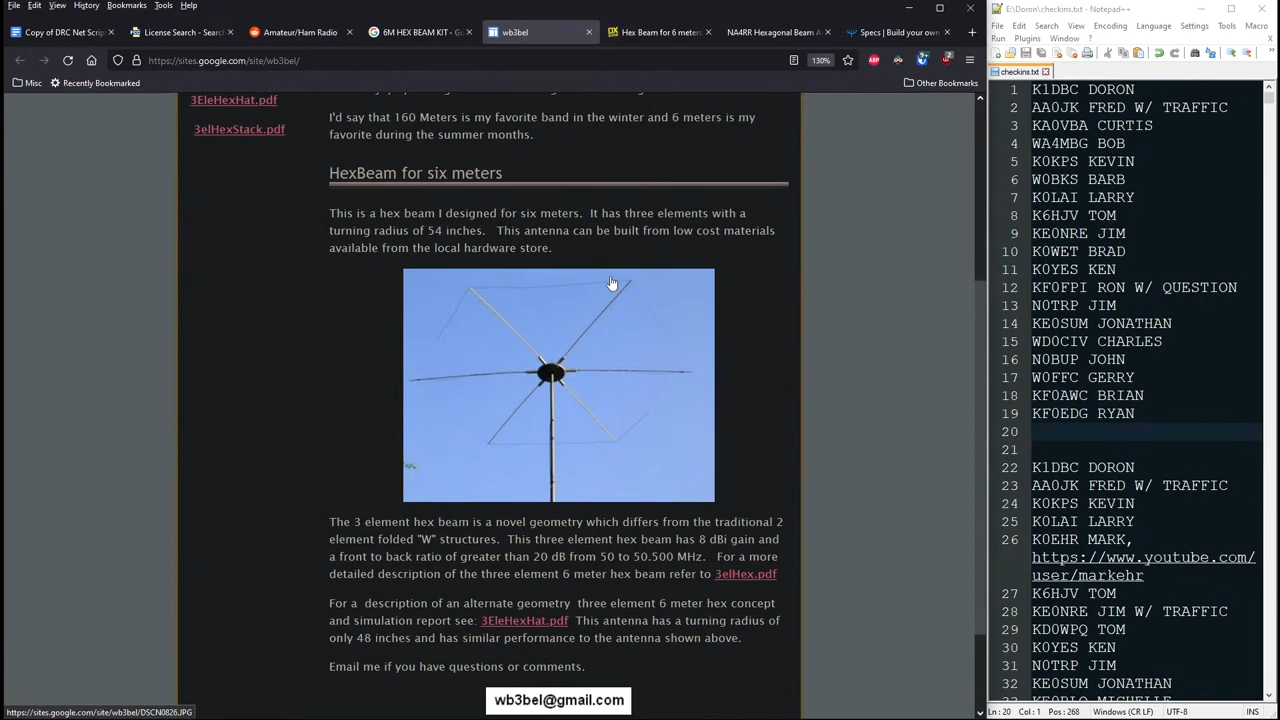 File Edit View History Bookmarks Tools Help
Copy of DRC Net Scrip
License Search - Search
Amateur/Ham Radio
6M HEX BEAM KIT - Go
wb3bel
Hex Beam for 6 meters
NA4RR Hexagonal Beam A
Specs | Build your own
https://sites.google.com/site/wb3bel/
130%
Misc
Recently Bookmarked
Other Bookmarks
3EleHexHat.pdf
3elHexStack.pdf
I'd say that 160 Meters is my favorite band in the winter and 6 meters is my
favorite during the summer months.
HexBeam for six meters
This is a hex beam I designed for six meters. It has three elements with a
turning radius of 54 inches. This antenna can be built from low cost materials
available from the local hardware store.
The 3 element hex beam is a novel geometry which differs from the traditional 2
element folded "W" structures. This three element hex beam has 8 dBi gain and
a front to back ratio of greater than 20 dB from 50 to 50.500 MHz. For a more
detailed description of the three element 6 meter hex beam refer to 3elHex.pdf
For a description of an alternate geometry three element 6 meter hex concept
and simulation report see: 3EleHexHat.pdf This antenna has a turning radius of
only 48 inches and has similar performance to the antenna shown above.
Email me if you have questions or comments.
wb3bel@gmail.com
https://sites.google.com/site/wb3bel/DSCN0826.JPG
E:\Doron\checkins.txt - Notepad++
File Edit Search View Encoding Language Settings Tools Macro
Run Plugins Window ?
checkins.txt
1 K1DBC DORON
2 AA0JK FRED W/ TRAFFIC
3 KA0VBA CURTIS
4 WA4MBG BOB
5 K0KPS KEVIN
6 W0BKS BARB
7 K0LAI LARRY
8 K6HJV TOM
9 KE0NRE JIM
10 K0WET BRAD
11 K0YES KEN
12 KF0FPI RON W/ QUESTION
13 N0TRP JIM
14 KE0SUM JONATHAN
15 WD0CIV CHARLES
16 N0BUP JOHN
17 W0FFC GERRY
18 KF0AWC BRIAN
19 KF0EDG RYAN
20
21
22 K1DBC DORON
23 AA0JK FRED W/ TRAFFIC
24 K0KPS KEVIN
25 K0LAI LARRY
26 K0EHR MARK,
https://www.youtube.com/
user/markehr
27 K6HJV TOM
28 KE0NRE JIM W/ TRAFFIC
29 KD0WPQ TOM
30 K0YES KEN
31 N0TRP JIM
32 KE0SUM JONATHAN
Ln : 20 Col : 1 Pos : 268 Windows (CR LF) UTF-8 INS